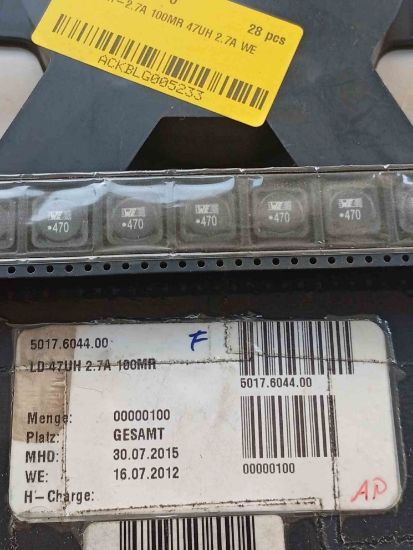 -2.7A 100MR 47UH 2.7A WE
28 pcs
ACKBLG005233
WE
•470
WE
•470
WE
•470
WE
•470
WE
•470
5017.6044.00
F
LD 47UH 2.7A 100MR
5017.6044.00
Menge: 00000100
Platz: GESAMT
MHD: 30.07.2015
WE: 16.07.2012
00000100
H-Charge:
AP